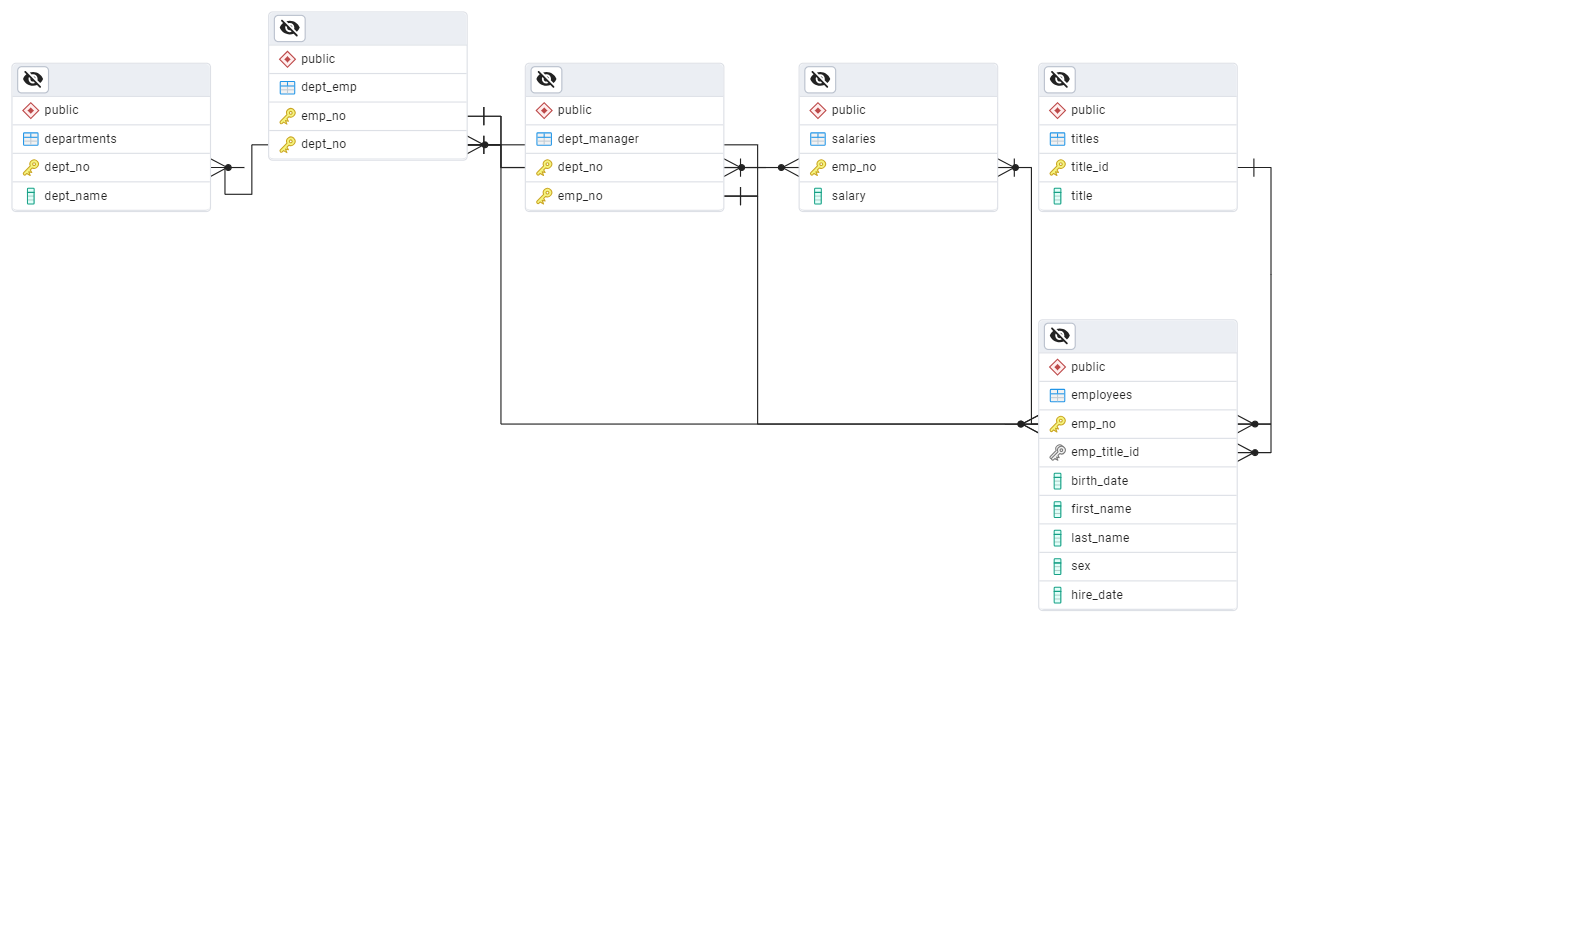 public
departments
dept_no
dept_name
public
dept_emp
emp_no
dept_no
public
dept_manager
dept_no
emp_no
public
salaries
emp_no
salary
public
titles
title_id
title
public
employees
emp_no
emp_title_id
birth_date
first_name
last_name
sex
hire_date